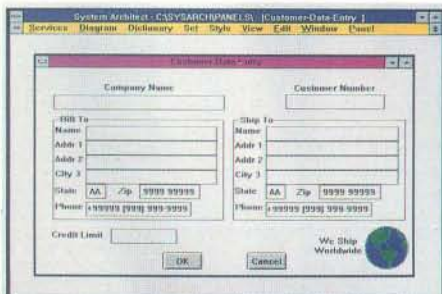 System Architect - C:\SYSARCH\PANELS\ [Customer-Data-Entry ]
Services Diagram Dictionary Set Style View Edit Window Panel
Customer Data Entry
Company Name
Customer Number
Bill To
Ship To
Name
Name
Addr 1
Addr 1
Addr 2
Addr 2
City 3
City 3
State AA Zip 9999 99999
State AA Zip 9999 99999
Phone +99999 [999] 999-9999
Phone +99999 [999] 999-9999
Credit Limit
We Ship
Worldwide
OK
Cancel